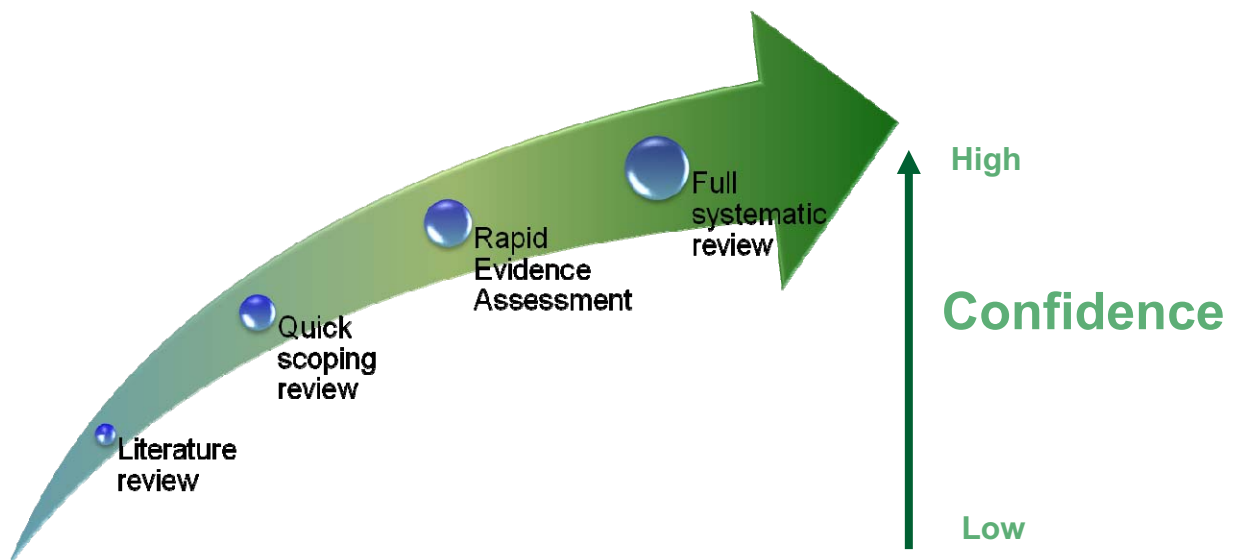 High
Full
systematic
review
Rapid
Evidence
Assessment
Confidence
Quick
scoping
review
Literature
review
Low